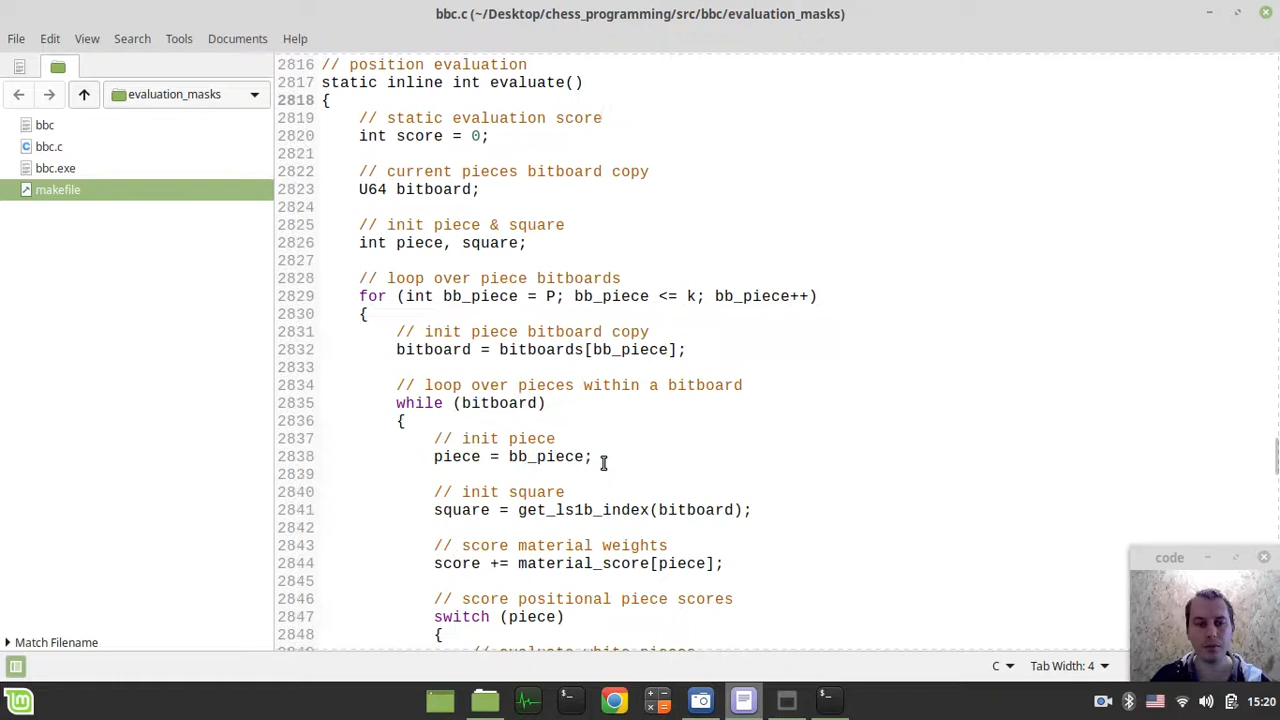 bbc.c (~/Desktop/chess_programming/src/bbc/evaluation_masks)
File Edit View Search Tools Documents Help
evaluation_masks
bbc
bbc.c
bbc.exe
makefile
Match Filename
2816 // position evaluation
2817 static inline int evaluate()
2818 {
2819 // static evaluation score
2820 int score = 0;
2821
2822 // current pieces bitboard copy
2823 U64 bitboard;
2824
2825 // init piece & square
2826 int piece, square;
2827
2828 // loop over piece bitboards
2829 for (int bb_piece = P; bb_piece <= k; bb_piece++)
2830 {
2831 // init piece bitboard copy
2832 bitboard = bitboards[bb_piece];
2833
2834 // loop over pieces within a bitboard
2835 while (bitboard)
2836 {
2837 // init piece
2838 piece = bb_piece;
2839
2840 // init square
2841 square = get_ls1b_index(bitboard);
2842
2843 // score material weights
2844 score += material_score[piece];
2845
2846 // score positional piece scores
2847 switch (piece)
2848 {
// evaluate white pieces
code
C Tab Width: 4
15:20